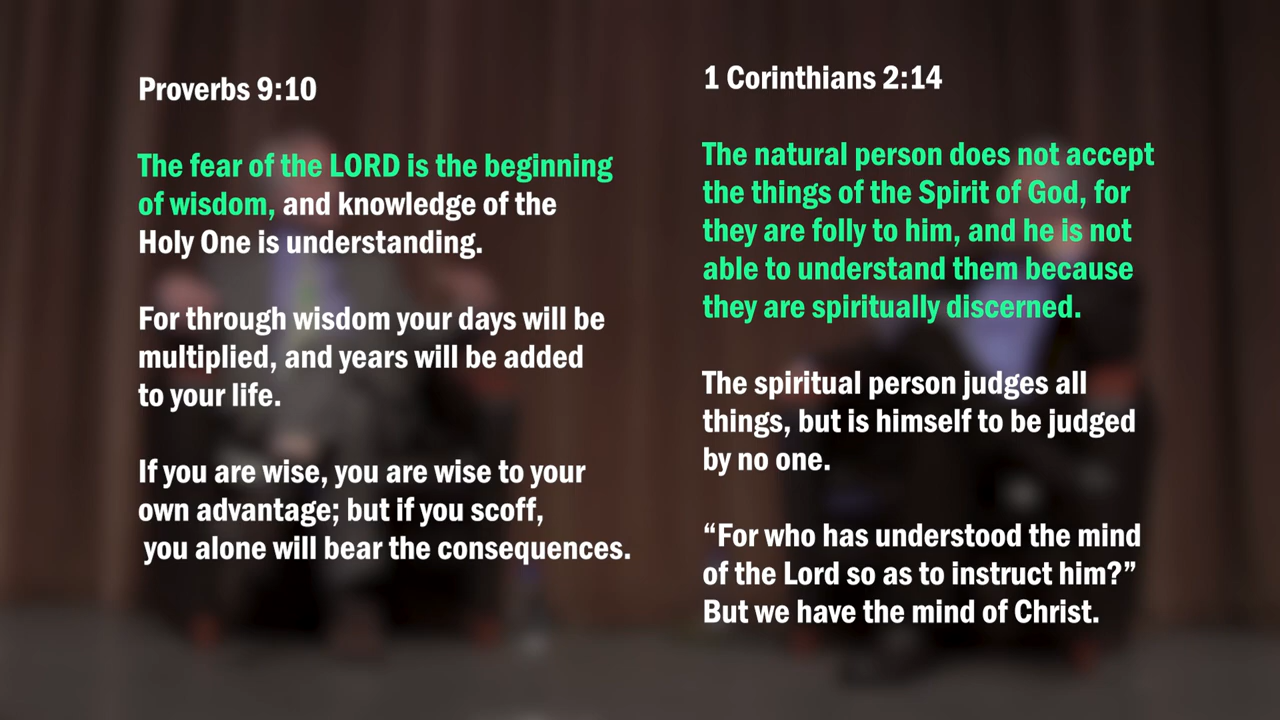 Proverbs 9:10
The fear of the LORD is the beginning
of wisdom, and knowledge of the
Holy One is understanding.
For through wisdom your days will be
multiplied, and years will be added
to your life.
If you are wise, you are wise to your
own advantage; but if you scoff,
you alone will bear the consequences.
1 Corinthians 2:14
The natural person does not accept
the things of the Spirit of God, for
they are folly to him, and he is not
able to understand them because
they are spiritually discerned.
The spiritual person judges all
things, but is himself to be judged
by no one.
“For who has understood the mind
of the Lord so as to instruct him?”
But we have the mind of Christ.